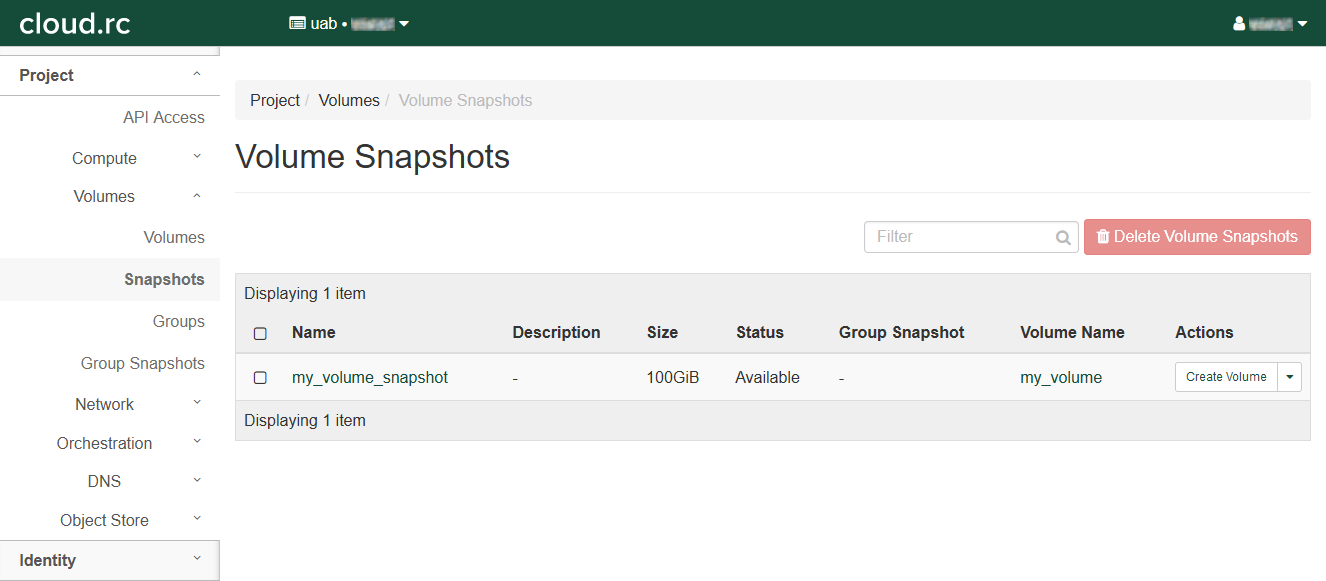 cloud.rc
uab •
Project
API Access
Compute
Volumes
Volumes
Snapshots
Groups
Group Snapshots
Network
Orchestration
DNS
Object Store
Identity
Project / Volumes / Volume Snapshots
Volume Snapshots
Filter
Delete Volume Snapshots
Displaying 1 item
Name Description Size Status Group Snapshot Volume Name Actions
my_volume_snapshot - 100GiB Available - my_volume Create Volume
Displaying 1 item